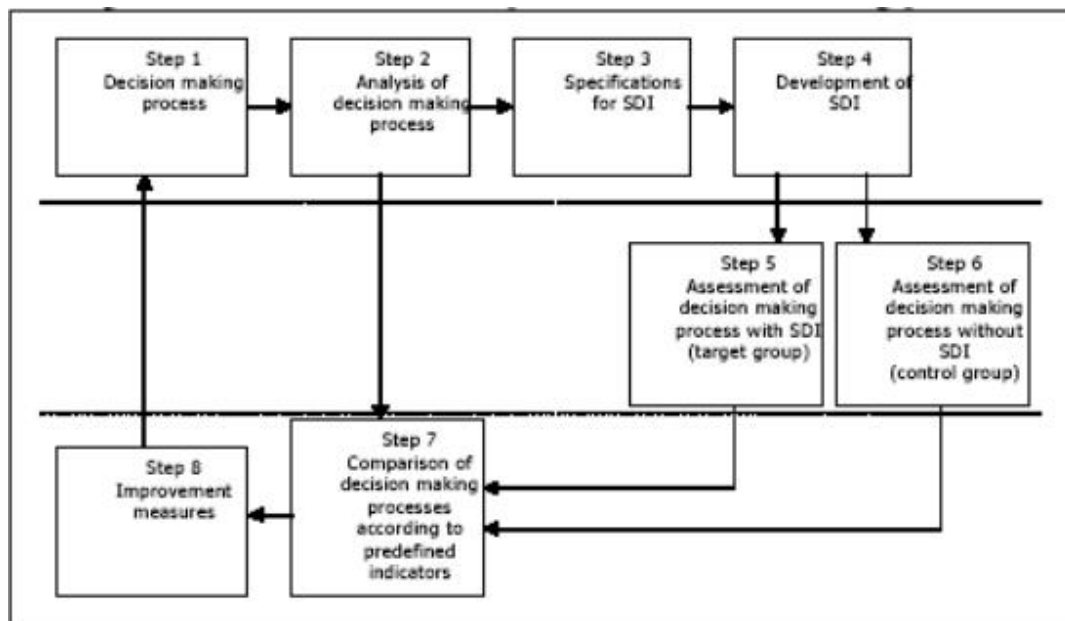 Step 1
Decision making
process
Step 2
Analysis of
decision making
process
Step 3
Specifications
for SDI
Step 4
Development of
SDI
Step 5
Assessment of
decision making
process with SDI
(target group)
Step 6
Assessment of
decision making
process without
SDI
(control group)
Step 7
Comparison of
decision making
processes
according to
predefined
indicators
Step 8
Improvement
measures